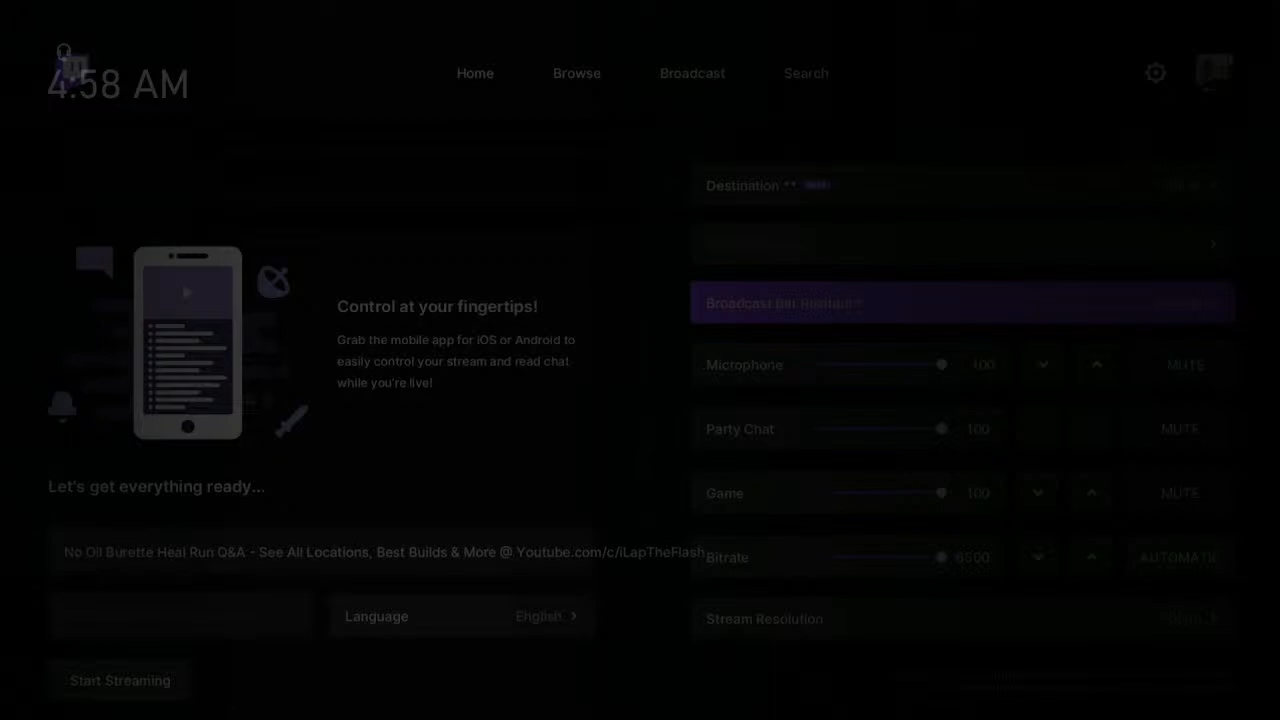 4:58 AM
Home
Browse
Broadcast
Search
Control at your fingertips!
Grab the mobile app for iOS or Android to
easily control your stream and read chat
while you're live!
Let's get everything ready...
No Oil Burette Heal Run Q&A - See All Locations, Best Builds & More @ Youtube.com/c/iLapTheFlash
Language English
Start Streaming
Destination **
Microphone 100 MUTE
Party Chat 100 MUTE
Game 100 MUTE
Bitrate 6500 AUTOMATIC
Stream Resolution